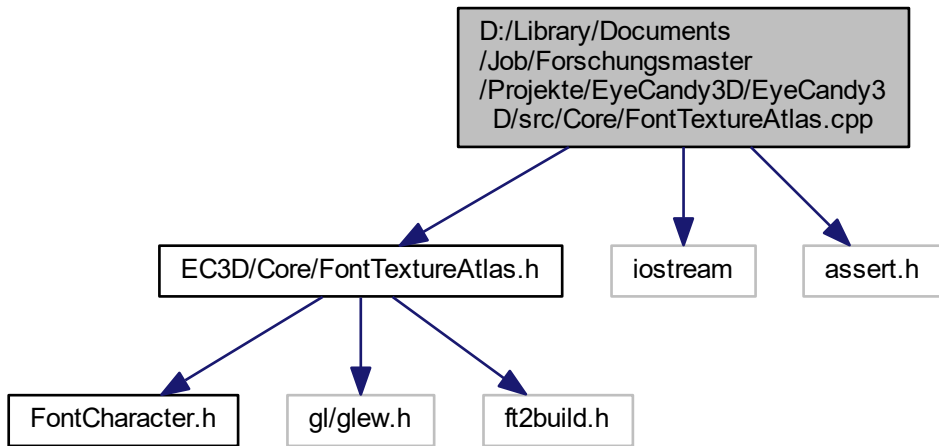 D:/Library/Documents
/Job/Forschungsmaster
/Projekte/EyeCandy3D/EyeCandy3
D/src/Core/FontTextureAtlas.cpp
EC3D/Core/FontTextureAtlas.h
iostream
assert.h
FontCharacter.h
gl/glew.h
ft2build.h